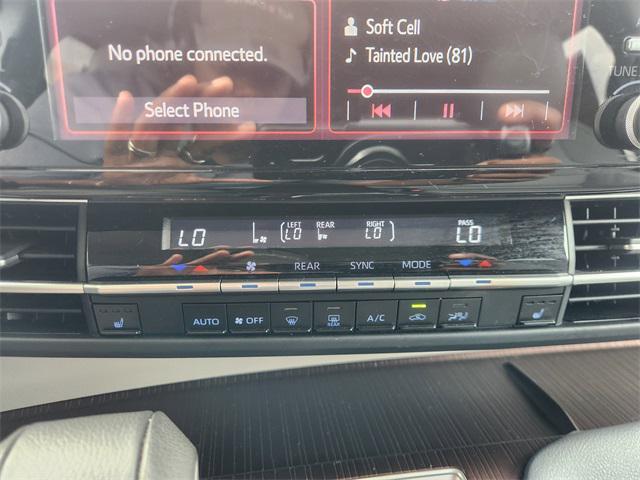 Soft Cell
No phone connected.
Tainted Love (81)
Select Phone
TUNE
LEFT REAR RIGHT PASS
LO (LO LO) LO
REAR SYNC MODE
AUTO OFF REAR A/C